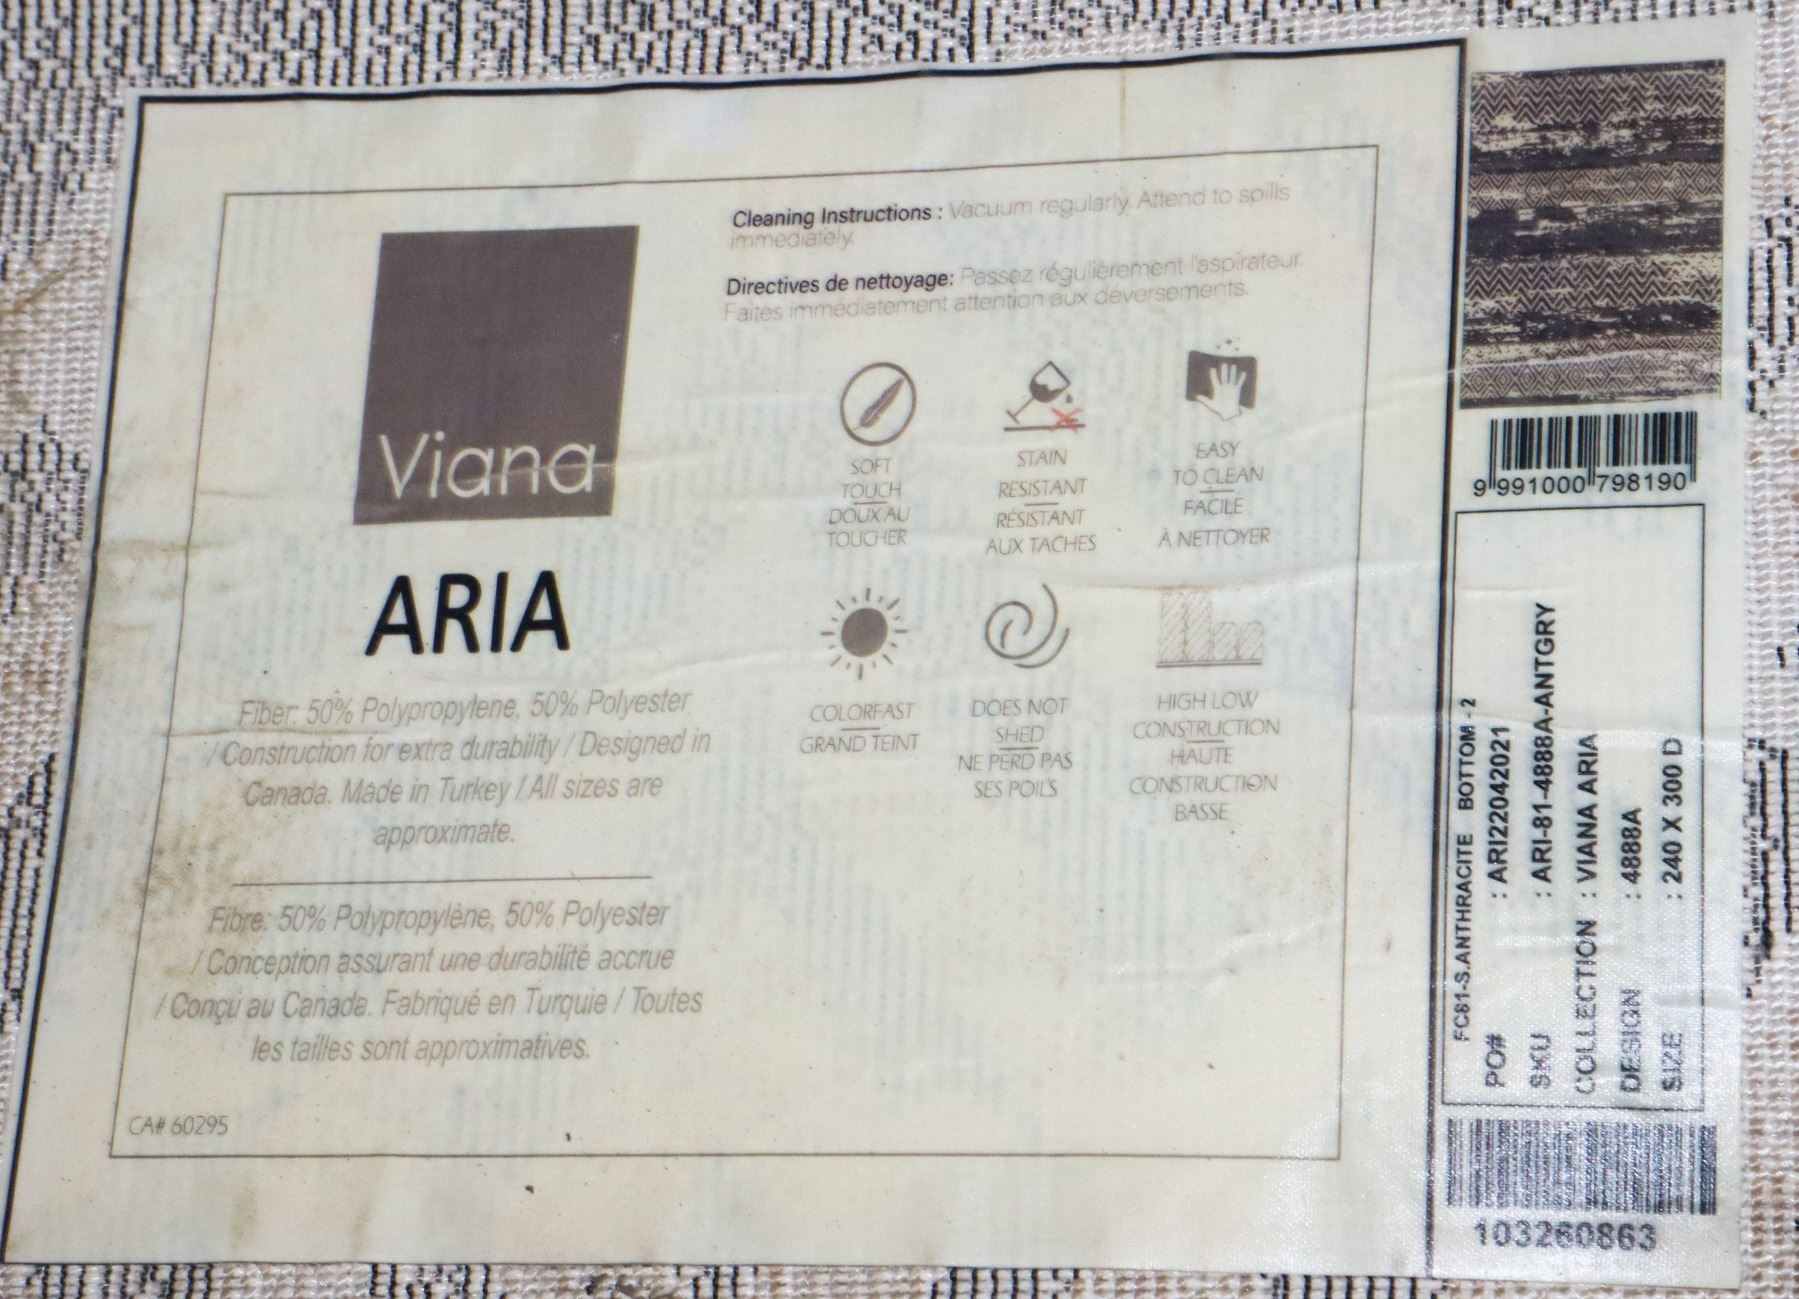 Viana
ARIA
Fiber: 50% Polypropylene, 50% Polyester
/ Construction for extra durability / Designed in
Canada. Made in Turkey / All sizes are
approximate.
Fibre: 50% Polypropylène, 50% Polyester
/ Conception assurant une durabilité accrue
/ Conçu au Canada. Fabriqué en Turquie / Toutes
les tailles sont approximatives.
CA# 60295
Cleaning Instructions : Vacuum regularly. Attend to spills
immediately.
Directives de nettoyage: Passez régulièrement l'aspirateur.
Faites immédiatement attention aux déversements.
SOFT
TOUCH
DOUX AU
TOUCHER
STAIN
RESISTANT
RÉSISTANT
AUX TACHES
EASY
TO CLEAN
FACILE
À NETTOYER
COLORFAST
GRAND TEINT
DOES NOT
SHED
NE PERD PAS
SES POILS
HIGH LOW
CONSTRUCTION
HAUTE
CONSTRUCTION
BASSE
9 991000 798190
FC61-S.ANTHRACITE BOTTOM - 2
PO# : ARI22042021
SKU : ARI-81-4888A-ANTGRY
COLLECTION : VIANA ARIA
DESIGN : 4888A
SIZE : 240 X 300 D
103260863